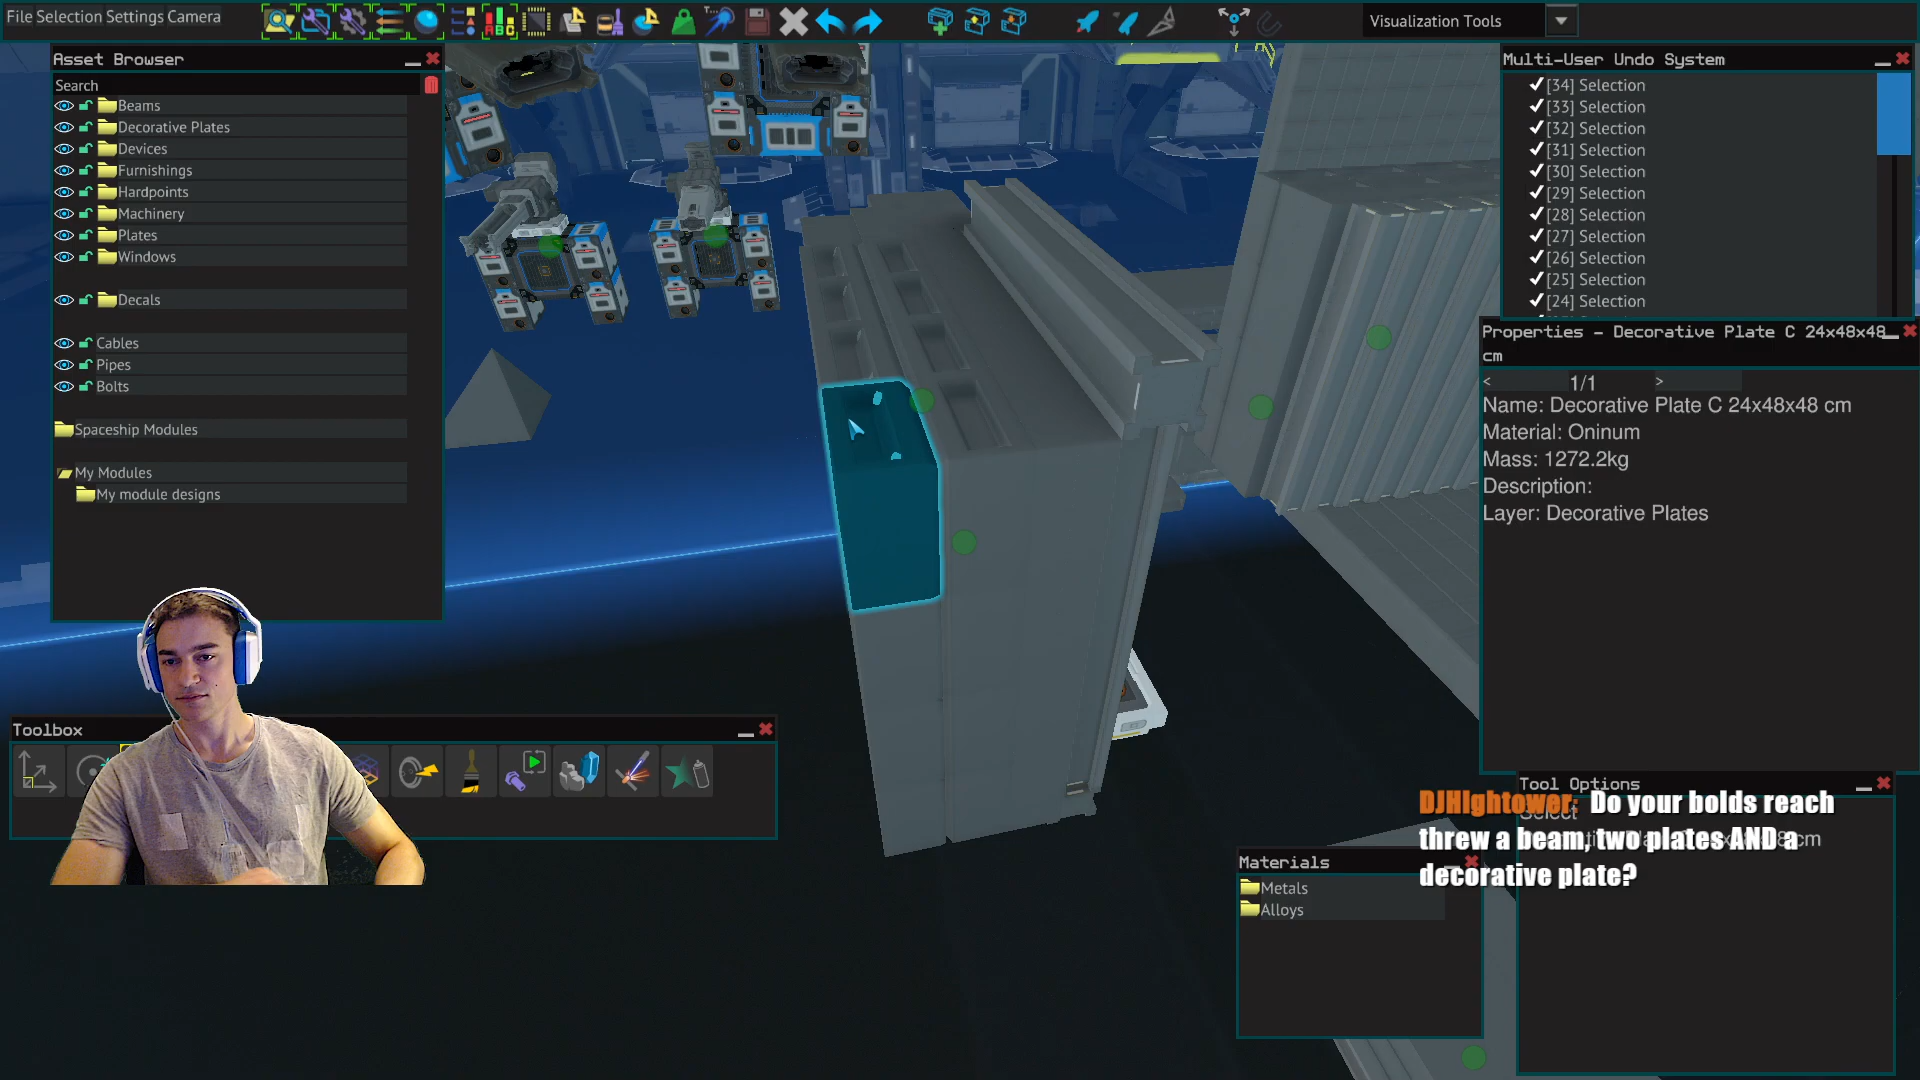 File Selection Settings Camera
Visualization Tools
Asset Browser
Search
Beams
Decorative Plates
Devices
Furnishings
Hardpoints
Machinery
Plates
Windows
Decals
Cables
Pipes
Bolts
Spaceship Modules
My Modules
My module designs
Multi-User Undo System
[34] Selection
[33] Selection
[32] Selection
[31] Selection
[30] Selection
[29] Selection
[28] Selection
[27] Selection
[26] Selection
[25] Selection
[24] Selection
Properties - Decorative Plate C 24x48x48
cm
< 1/1 >
Name: Decorative Plate C 24x48x48 cm
Material: Oninum
Mass: 1272.2kg
Description:
Layer: Decorative Plates
Toolbox
Tool Options
Select
DJHIghtower: Do your bolds reach
threw a beam, two plates AND a
decorative plate?
cm
Materials
Metals
Alloys